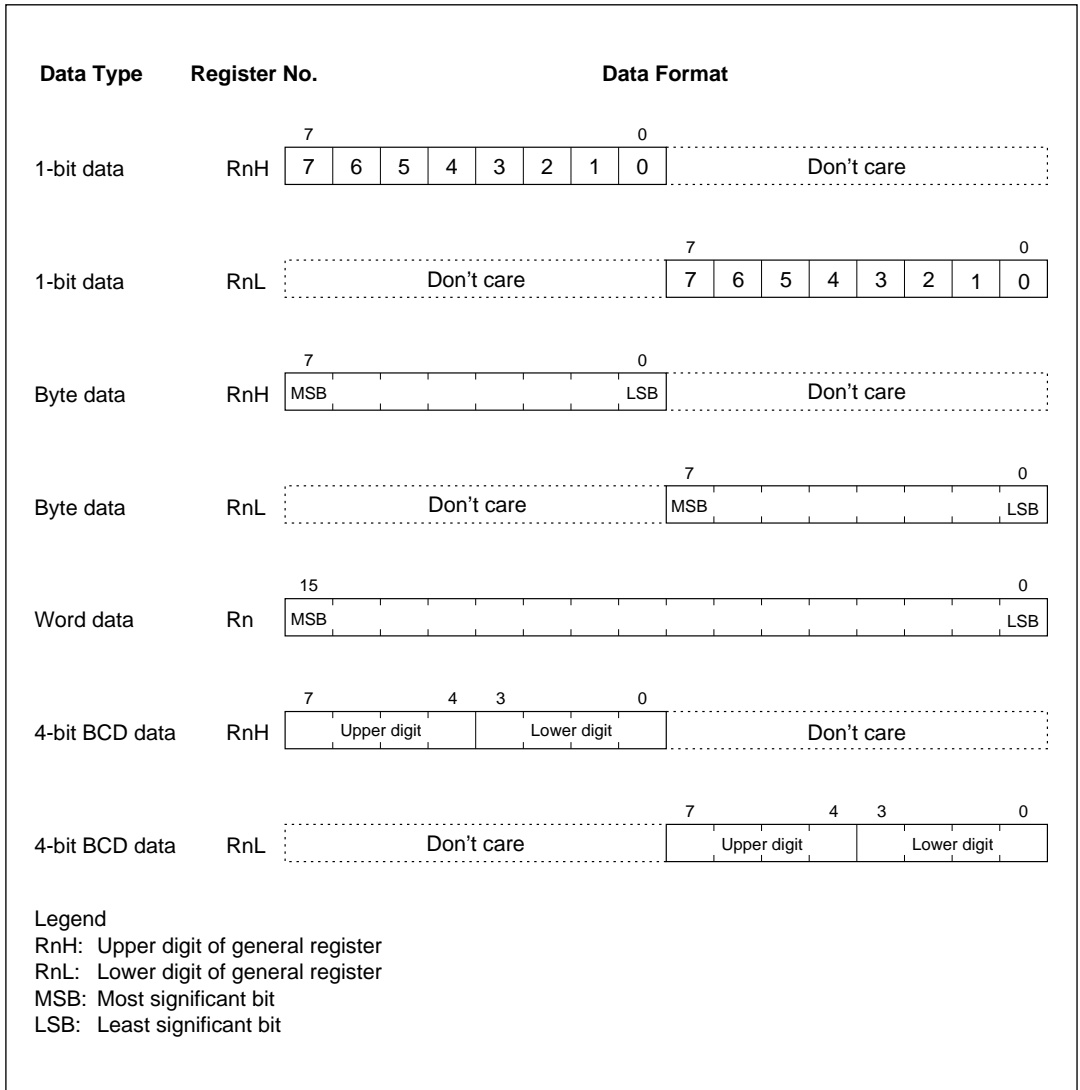 Data Type Register No. Data Format
7 0
1-bit data RnH 7 6 5 4 3 2 1 0 Don't care
7 0
1-bit data RnL Don't care 7 6 5 4 3 2 1 0
7 0
Byte data RnH MSB LSB Don't care
7 0
Byte data RnL Don't care MSB LSB
15 0
Word data Rn MSB LSB
7 4 3 0
4-bit BCD data RnH Upper digit Lower digit Don't care
7 4 3 0
4-bit BCD data RnL Don't care Upper digit Lower digit
Legend
RnH: Upper digit of general register
RnL: Lower digit of general register
MSB: Most significant bit
LSB: Least significant bit